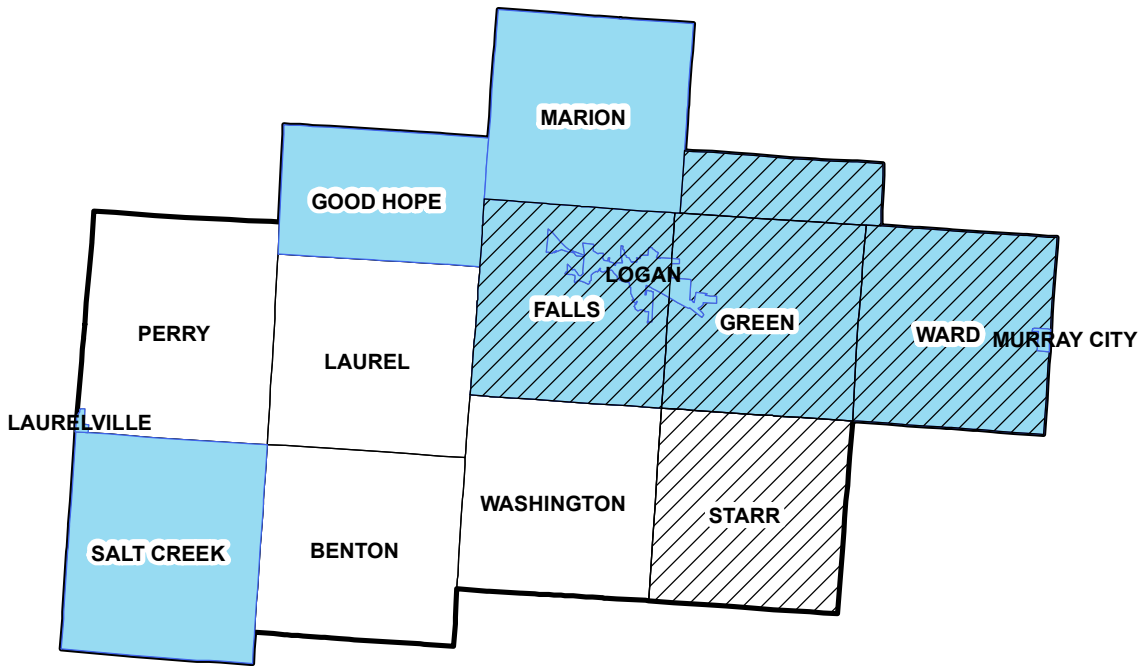 MARION
GOOD HOPE
LOGAN
FALLS
GREEN
WARD
MURRAY CITY
PERRY
LAUREL
LAURELVILLE
WASHINGTON
STARR
SALT CREEK
BENTON